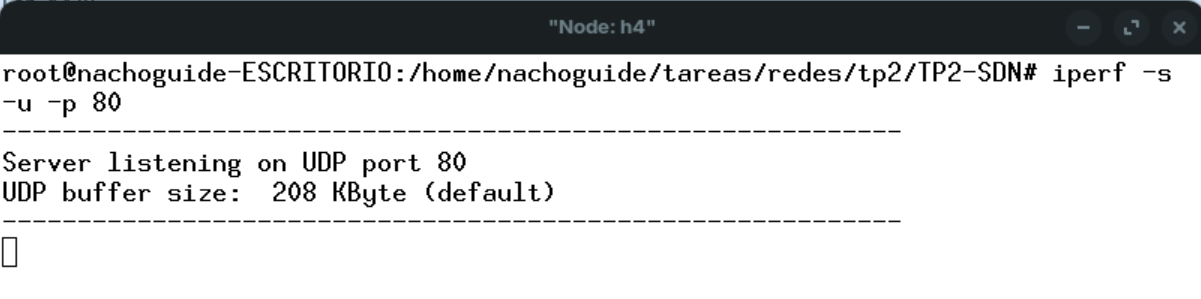 "Node: h4"
root@nachoguide-ESCRITORIO:/home/nachoguide/tareas/redes/tp2/TP2-SDN# iperf -s
-u -p 80
------------------------------------------------------------
Server listening on UDP port 80
UDP buffer size:  208 KByte (default)
------------------------------------------------------------